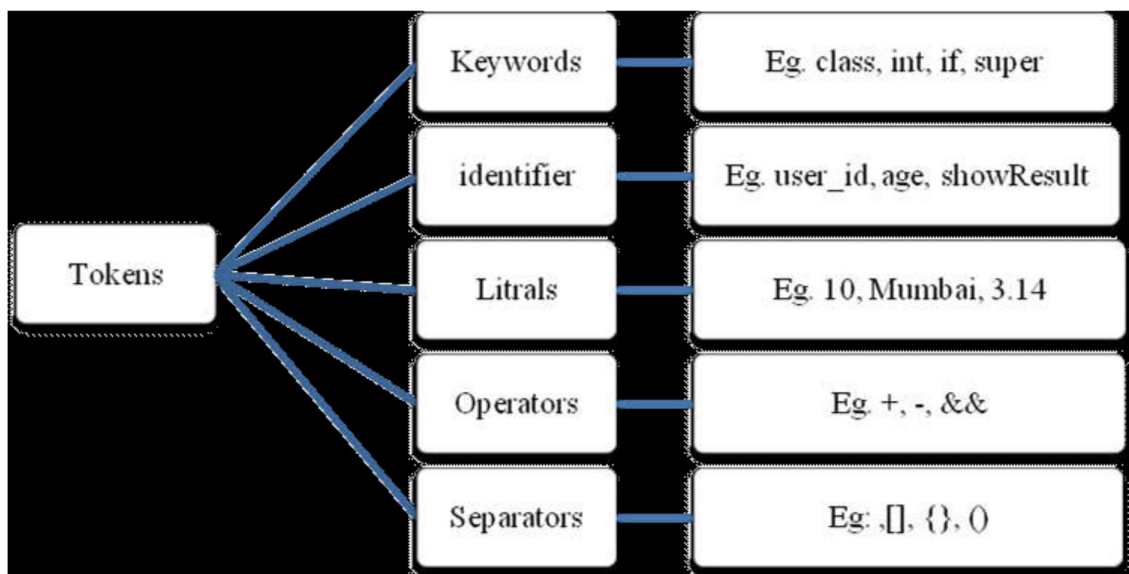 Keywords
Eg. class, int, if, super
identifier
Eg. user_id, age, showResult
Tokens
Litrals
Eg. 10, Mumbai, 3.14
Operators
Eg. +, -, &&
Separators
Eg: ,[], {}, ()